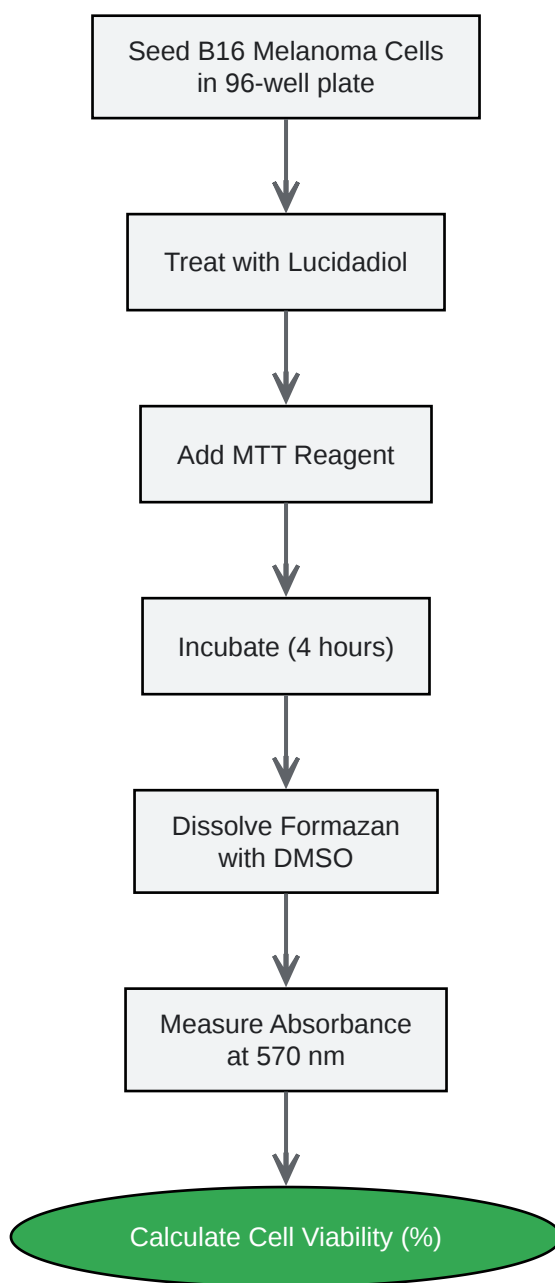 Seed B16 Melanoma Cells
in 96-well plate
Treat with Lucidadiol
Add MTT Reagent
Incubate (4 hours)
Dissolve Formazan
with DMSO
Measure Absorbance
at 570 nm
Calculate Cell Viability (%)